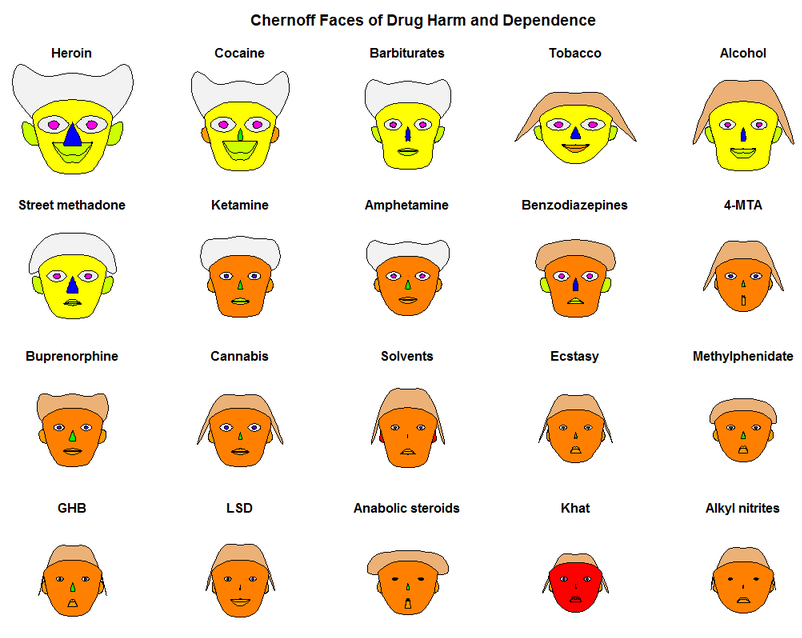 Chernoff Faces of Drug Harm and Dependence
Heroin
Cocaine
Barbiturates
Tobacco
Alcohol
Street methadone
Ketamine
Amphetamine
Benzodiazepines
4-MTA
Buprenorphine
Cannabis
Solvents
Ecstasy
Methylphenidate
GHB
LSD
Anabolic steroids
Khat
Alkyl nitrites